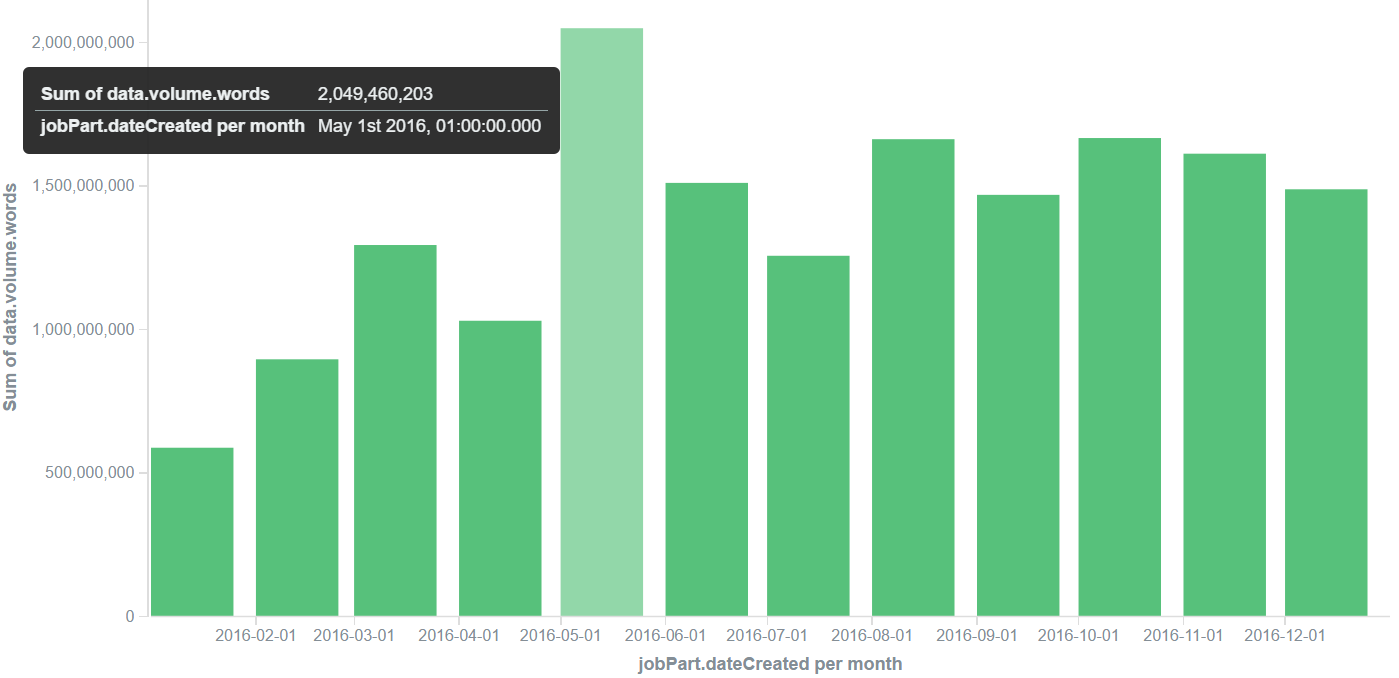 2,000,000,000
Sum of data.volume.words 2,049,460,203
jobPart.dateCreated per month May 1st 2016, 01:00:00.000
1,500,000,000
1,000,000,000
500,000,000
0
Sum of data.volume.words
2016-02-01 2016-03-01 2016-04-01 2016-05-01 2016-06-01 2016-07-01 2016-08-01 2016-09-01 2016-10-01 2016-11-01 2016-12-01
jobPart.dateCreated per month